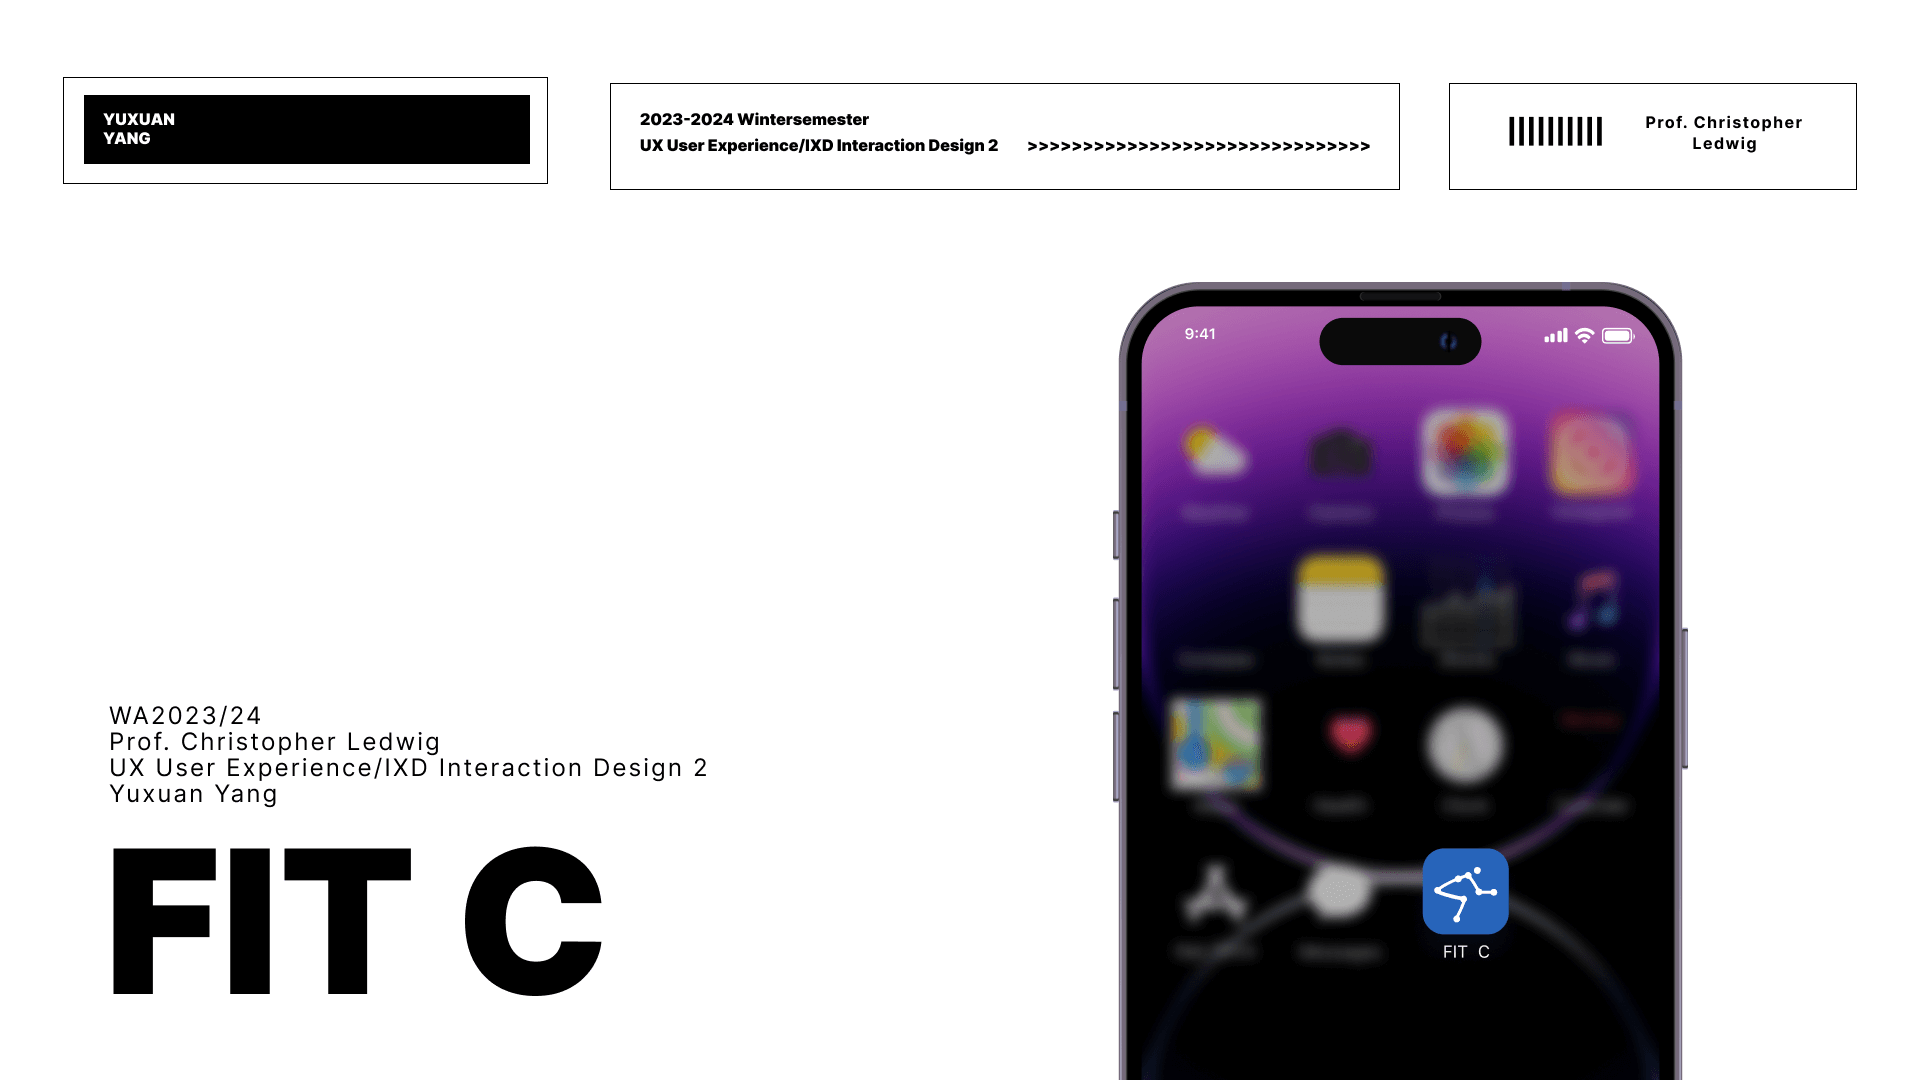 YUXUAN
YANG
2023-2024 Wintersemester
UX User Experience/IXD Interaction Design 2 >>>>>>>>>>>>>>>>>>>>>>>>>>>>>>>
Prof. Christopher
Ledwig
9:41
WA2023/24
Prof. Christopher Ledwig
UX User Experience/IXD Interaction Design 2
Yuxuan Yang
FIT C
FIT C